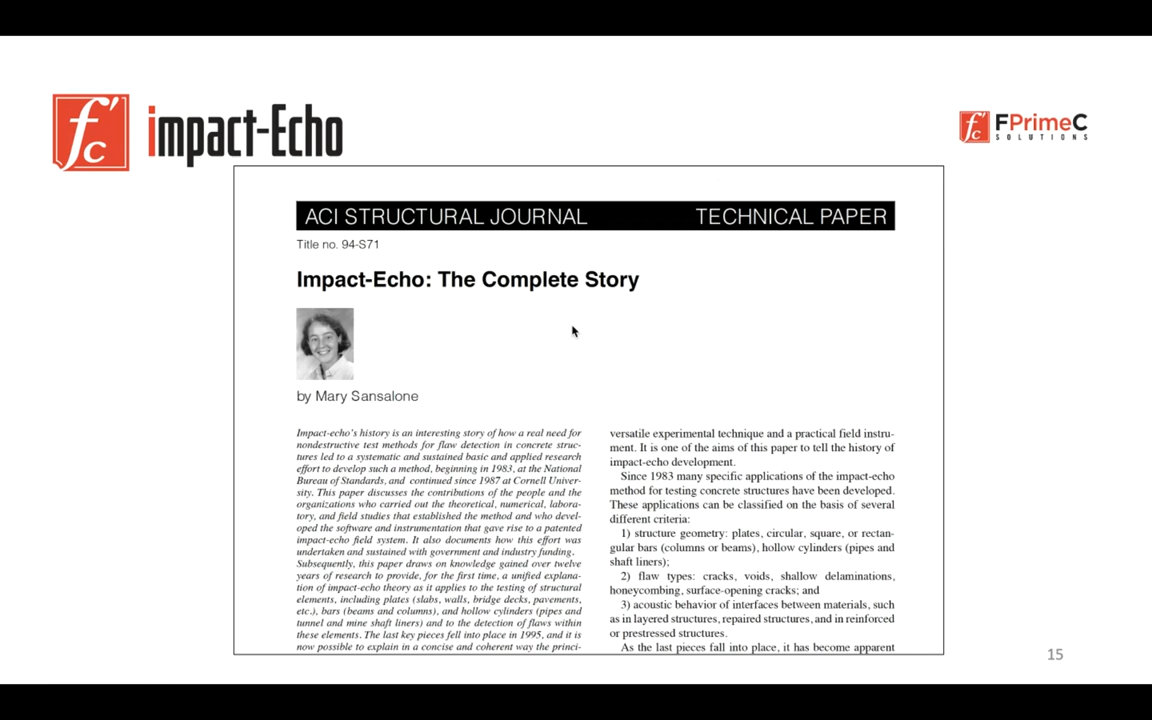 f'c impact-Echo
f'c FPrimeC
SOLUTIONS
ACI STRUCTURAL JOURNAL TECHNICAL PAPER
Title no. 94-S71
Impact-Echo: The Complete Story
by Mary Sansalone
Impact-echo's history is an interesting story of how a real need for
nondestructive test methods for flaw detection in concrete struc-
tures led to a systematic and sustained basic and applied research
effort to develop such a method, beginning in 1983, at the National
Bureau of Standards, and continued since 1987 at Cornell Univer-
sity. This paper discusses the contributions of the people and the
organizations who carried out the theoretical, numerical, labora-
tory, and field studies that established the method and who devel-
oped the software and instrumentation that gave rise to a patented
impact-echo field system. It also documents how this effort was
undertaken and sustained with government and industry funding.
Subsequently, this paper draws on knowledge gained over twelve
years of research to provide, for the first time, a unified explana-
tion of impact-echo theory as it applies to the testing of structural
elements, including plates (slabs, walls, bridge decks, pavements,
etc.), bars (beams and columns), and hollow cylinders (pipes and
tunnel and mine shaft liners) and to the detection of flaws within
these elements. The last key pieces fell into place in 1995, and it is
now possible to explain in a concise and coherent way the princi-
versatile experimental technique and a practical field instru-
ment. It is one of the aims of this paper to tell the history of
impact-echo development.
Since 1983 many specific applications of the impact-echo
method for testing concrete structures have been developed.
These applications can be classified on the basis of several
different criteria:
1) structure geometry: plates, circular, square, or rectan-
gular bars (columns or beams), hollow cylinders (pipes and
shaft liners);
2) flaw types: cracks, voids, shallow delaminations,
honeycombing, surface-opening cracks; and
3) acoustic behavior of interfaces between materials, such
as in layered structures, repaired structures, and in reinforced
or prestressed structures.
As the last pieces fall into place, it has become apparent
15